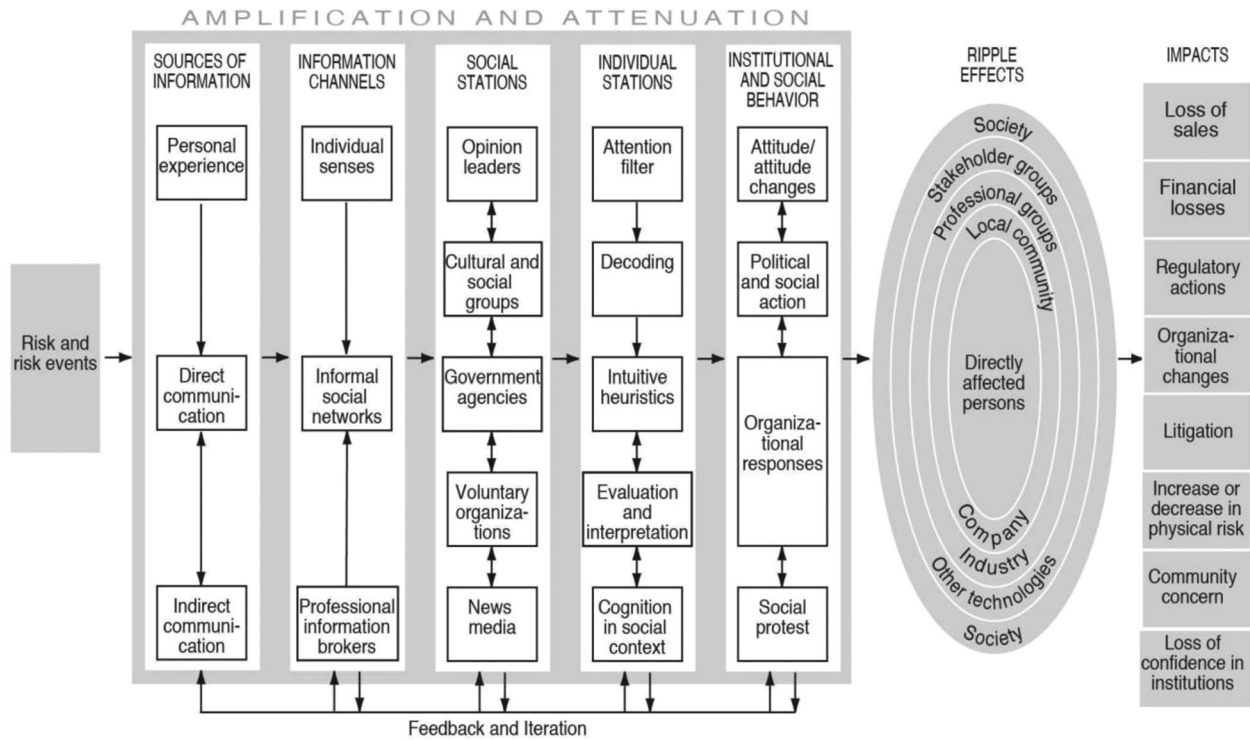 AMPLIFICATION AND ATTENUATION
SOURCES OF
INFORMATION
Personal
experience
Direct
communi-
cation
Indirect
communi-
cation
INFORMATION
CHANNELS
Individual
senses
Informal
social
networks
Professional
information
brokers
SOCIAL
STATIONS
Opinion
leaders
Cultural and
social
groups
Government
agencies
Voluntary
organiza-
tions
News
media
INDIVIDUAL
STATIONS
Attention
filter
Decoding
Intuitive
heuristics
Evaluation
and
interpretation
Cognition
in social
context
INSTITUTIONAL
AND SOCIAL
BEHAVIOR
Attitude/
attitude
changes
Political
and social
action
Organiza-
tional
responses
Social
protest
Risk and
risk events
Feedback and Iteration
RIPPLE
EFFECTS
Society
Stakeholder groups
Professional groups
Local community
Directly
affected
persons
Company
Industry
Other technologies
Society
IMPACTS
Loss of
sales
Financial
losses
Regulatory
actions
Organiza-
tional
changes
Litigation
Increase or
decrease in
physical risk
Community
concern
Loss of
confidence in
institutions